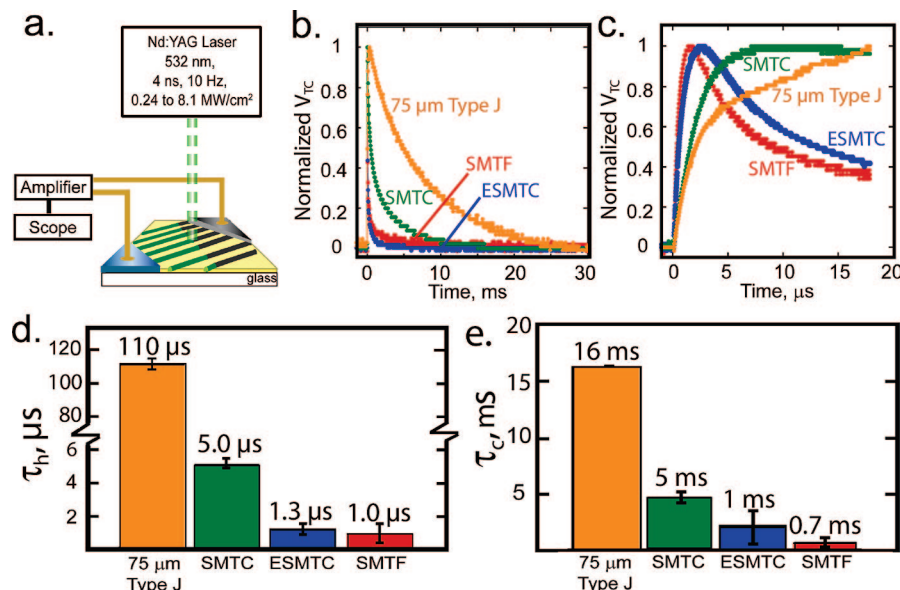 a.
Nd:YAG Laser
532 nm,
4 ns, 10 Hz,
0.24 to 8.1 MW/cm²
Amplifier
Scope
glass
b.
Normalized V_TC
1
0.8
0.6
0.4
0.2
0
75 µm Type J
SMTF
SMTC
ESMTC
0 10 20 30
Time, ms
c.
Normalized V_TC
1
0.8
0.6
0.4
0.2
0
SMTC
75 µm Type J
ESMTC
SMTF
0 5 10 15 20
Time, µs
d.
τh, µs
120
100
80
6
4
2
110 µs
5.0 µs
1.3 µs
1.0 µs
75 µm
Type J
SMTC
ESMTC
SMTF
e.
τc, ms
20
15
10
5
16 ms
5 ms
1 ms
0.7 ms
75 µm
Type J
SMTC
ESMTC
SMTF